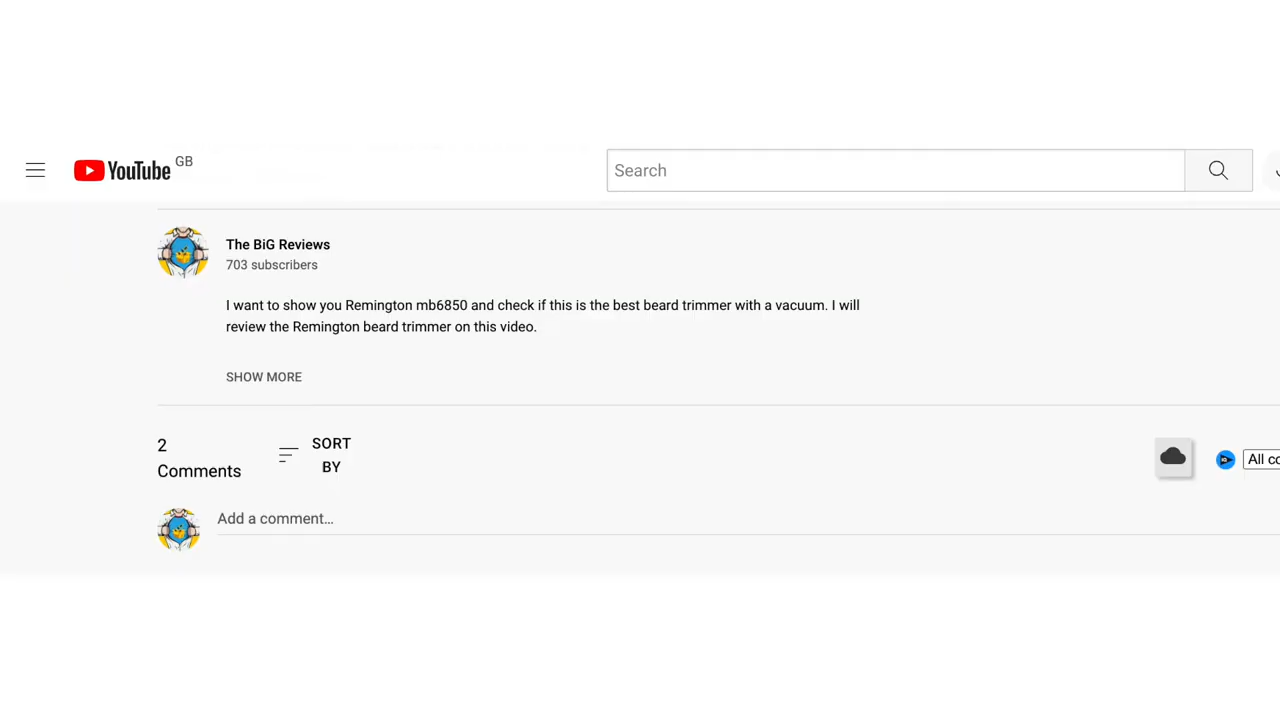 YouTube GB
Search
The BiG Reviews
703 subscribers
I want to show you Remington mb6850 and check if this is the best beard trimmer with a vacuum. I will
review the Remington beard trimmer on this video.
SHOW MORE
2
Comments
SORT
BY
All co
Add a comment...